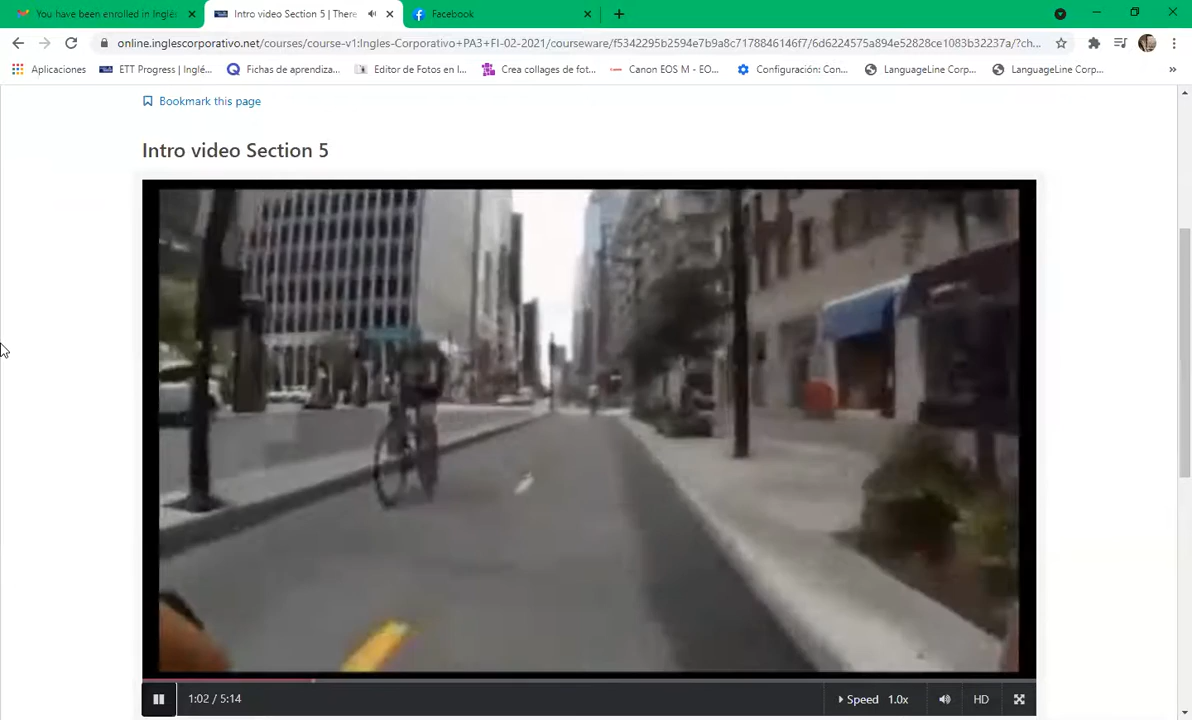 You have been enrolled in Inglés
Intro video Section 5 | There
Facebook
online.inglescorporativo.net/courses/course-v1:Ingles-Corporativo+PA3+FI-02-2021/courseware/f5342295b2594e7b9a8c7178846146f7/6d6224575a894e52828ce1083b32237a/?ch...
Aplicaciones
ETT Progress | Inglé...
Fichas de aprendiza...
Editor de Fotos en l...
Crea collages de fot...
Canon EOS M - EO...
Configuración: Con...
LanguageLine Corp...
LanguageLine Corp...
»
Bookmark this page
Intro video Section 5
1:02 / 5:14
Speed 1.0x
HD